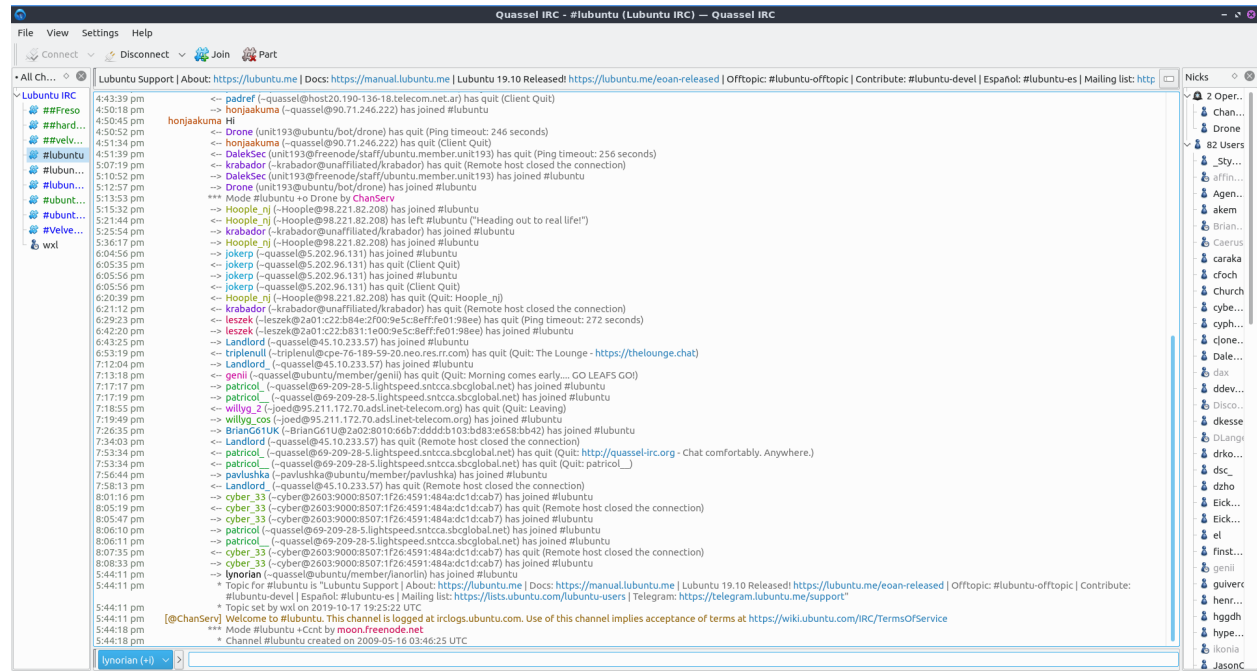 Quassel IRC - #lubuntu (Lubuntu IRC) — Quassel IRC
File View Settings Help
Connect Disconnect Join Part
All Ch...
Lubuntu Support | About: https://lubuntu.me | Docs: https://manual.lubuntu.me | Lubuntu 19.10 Released! https://lubuntu.me/eoan-released | Offtopic: #lubuntu-offtopic | Contribute: #lubuntu-devel | Español: #lubuntu-es | Mailing list: http
Nicks
Lubuntu IRC
##Freso
##hard...
##velv...
#lubuntu
#lubun...
#lubun...
#ubunt...
#ubunt...
#Velve...
wxl
4:43:39 pm <-- padref (~quassel@host20.190-136-18.telecom.net.ar) has quit (Client Quit)
4:50:18 pm --> honjaakuma (~quassel@90.71.246.222) has joined #lubuntu
4:50:45 pm honjaakuma Hi
4:50:52 pm <-- Drone (unit193@ubuntu/bot/drone) has quit (Ping timeout: 246 seconds)
4:51:34 pm <-- honjaakuma (~quassel@90.71.246.222) has quit (Client Quit)
4:51:39 pm <-- DalekSec (unit193@freenode/staff/ubuntu.member.unit193) has quit (Ping timeout: 256 seconds)
5:07:19 pm <-- krabador (~krabador@unaffiliated/krabador) has quit (Remote host closed the connection)
5:10:52 pm --> DalekSec (unit193@freenode/staff/ubuntu.member.unit193) has joined #lubuntu
5:12:57 pm --> Drone (unit193@ubuntu/bot/drone) has joined #lubuntu
5:13:53 pm *** Mode #lubuntu +o Drone by ChanServ
5:15:32 pm --> Hoople_nj (~Hoople@98.221.82.208) has joined #lubuntu
5:21:44 pm <-- Hoople_nj (~Hoople@98.221.82.208) has left #lubuntu ("Heading out to real life!")
5:25:54 pm --> krabador (~krabador@unaffiliated/krabador) has joined #lubuntu
5:36:17 pm --> Hoople_nj (~Hoople@98.221.82.208) has joined #lubuntu
6:04:56 pm --> jokerp (~quassel@5.202.96.131) has joined #lubuntu
6:05:35 pm <-- jokerp (~quassel@5.202.96.131) has quit (Client Quit)
6:05:56 pm --> jokerp (~quassel@5.202.96.131) has joined #lubuntu
6:05:56 pm <-- jokerp (~quassel@5.202.96.131) has quit (Client Quit)
6:20:39 pm <-- Hoople_nj (~Hoople@98.221.82.208) has quit (Quit: Hoople_nj)
6:21:12 pm <-- krabador (~krabador@unaffiliated/krabador) has quit (Remote host closed the connection)
6:29:23 pm <-- leszek (~leszek@2a01:c22:b84e:2f00:9e5c:8eff:fe01:98ee) has quit (Ping timeout: 272 seconds)
6:42:20 pm --> leszek (~leszek@2a01:c22:b831:1e00:9e5c:8eff:fe01:98ee) has joined #lubuntu
6:43:25 pm --> Landlord (~quassel@45.10.233.57) has joined #lubuntu
6:53:19 pm <-- triplenull (~triplenul@cpe-76-189-59-20.neo.res.rr.com) has quit (Quit: The Lounge - https://thelounge.chat)
7:12:04 pm --> Landlord_ (~quassel@45.10.233.57) has joined #lubuntu
7:13:18 pm <-- genii (~quassel@ubuntu/member/genii) has quit (Quit: Morning comes early.... GO LEAFS GO!)
7:17:17 pm --> patricol_ (~quassel@69-209-28-5.lightspeed.sntcca.sbcglobal.net) has joined #lubuntu
7:17:19 pm --> patricol__ (~quassel@69-209-28-5.lightspeed.sntcca.sbcglobal.net) has joined #lubuntu
7:18:55 pm <-- willyg_2 (~joed@95.211.172.70.adsl.inet-telecom.org) has quit (Quit: Leaving)
7:19:49 pm --> willyg_cos (~joed@95.211.172.70.adsl.inet-telecom.org) has joined #lubuntu
7:26:35 pm --> BrianG61UK (~BrianG61U@2a02:8010:66b7:dddd:b103:bd83:e658:bb42) has joined #lubuntu
7:34:03 pm <-- Landlord (~quassel@45.10.233.57) has quit (Remote host closed the connection)
7:53:34 pm <-- patricol_ (~quassel@69-209-28-5.lightspeed.sntcca.sbcglobal.net) has quit (Quit: http://quassel-irc.org - Chat comfortably. Anywhere.)
7:53:34 pm <-- patricol__ (~quassel@69-209-28-5.lightspeed.sntcca.sbcglobal.net) has quit (Quit: patricol__)
7:56:44 pm --> pavlushka (~pavlushka@ubuntu/member/pavlushka) has joined #lubuntu
7:58:13 pm <-- Landlord_ (~quassel@45.10.233.57) has quit (Remote host closed the connection)
8:01:16 pm --> cyber_33 (~cyber@2603:9000:8507:1f26:4591:484a:dc1d:cab7) has joined #lubuntu
8:05:19 pm <-- cyber_33 (~cyber@2603:9000:8507:1f26:4591:484a:dc1d:cab7) has quit (Remote host closed the connection)
8:05:47 pm --> cyber_33 (~cyber@2603:9000:8507:1f26:4591:484a:dc1d:cab7) has joined #lubuntu
8:06:10 pm --> patricol (~quassel@69-209-28-5.lightspeed.sntcca.sbcglobal.net) has joined #lubuntu
8:06:11 pm --> patricol__ (~quassel@69-209-28-5.lightspeed.sntcca.sbcglobal.net) has joined #lubuntu
8:07:35 pm <-- cyber_33 (~cyber@2603:9000:8507:1f26:4591:484a:dc1d:cab7) has quit (Remote host closed the connection)
8:08:33 pm --> cyber_33 (~cyber@2603:9000:8507:1f26:4591:484a:dc1d:cab7) has joined #lubuntu
5:44:11 pm --> lynorian (~quassel@ubuntu/member/ianorlin) has joined #lubuntu
5:44:11 pm * Topic for #lubuntu is "Lubuntu Support | About: https://lubuntu.me | Docs: https://manual.lubuntu.me | Lubuntu 19.10 Released! https://lubuntu.me/eoan-released | Offtopic: #lubuntu-offtopic | Contribute:
#lubuntu-devel | Español: #lubuntu-es | Mailing list: https://lists.ubuntu.com/lubuntu-users | Telegram: https://telegram.lubuntu.me/support"
5:44:11 pm * Topic set by wxl on 2019-10-17 19:25:22 UTC
5:44:11 pm [@ChanServ] Welcome to #lubuntu. This channel is logged at irclogs.ubuntu.com. Use of this channel implies acceptance of terms at https://wiki.ubuntu.com/IRC/TermsOfService
5:44:18 pm *** Mode #lubuntu +Ccnt by moon.freenode.net
5:44:18 pm * Channel #lubuntu created on 2009-05-16 03:46:25 UTC
lynorian (+i)
2 Oper...
Chan...
Drone
82 Users
_Sty...
affin...
Agen...
akem
Brian...
Caerus
caraka
cfoch
Church
cybe...
cyph...
c|one...
Dale...
dax
ddev...
Disco...
dkesse
DLange
drko...
dsc_
dzho
Eick...
Eick...
el
finst...
genii
guiverc
henr...
hggdh
hype...
ikonia
JasonC